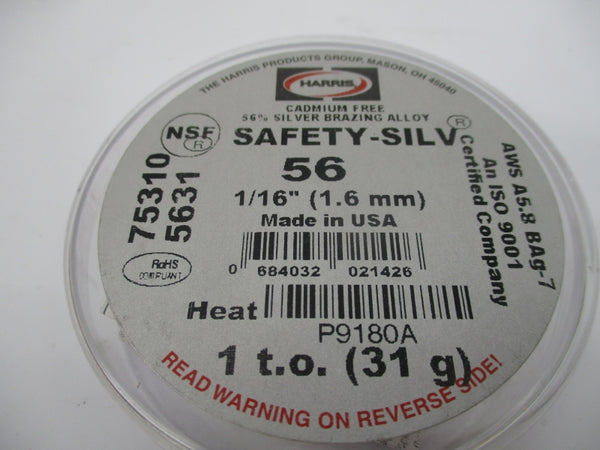 THE HARRIS PRODUCTS GROUP, MASON, OH 45040
HARRIS
CADMIUM FREE
56% SILVER BRAZING ALLOY
NSF
R
SAFETY-SILV®
56
1/16" (1.6 mm)
Made in USA
75310
5631
AWS A5.8 BAg-7
An ISO 9001
Certified Company
RoHS
COMPLIANT
0 684032 021426
Heat
P9180A
1 t.o. (31 g)
READ WARNING ON REVERSE SIDE!